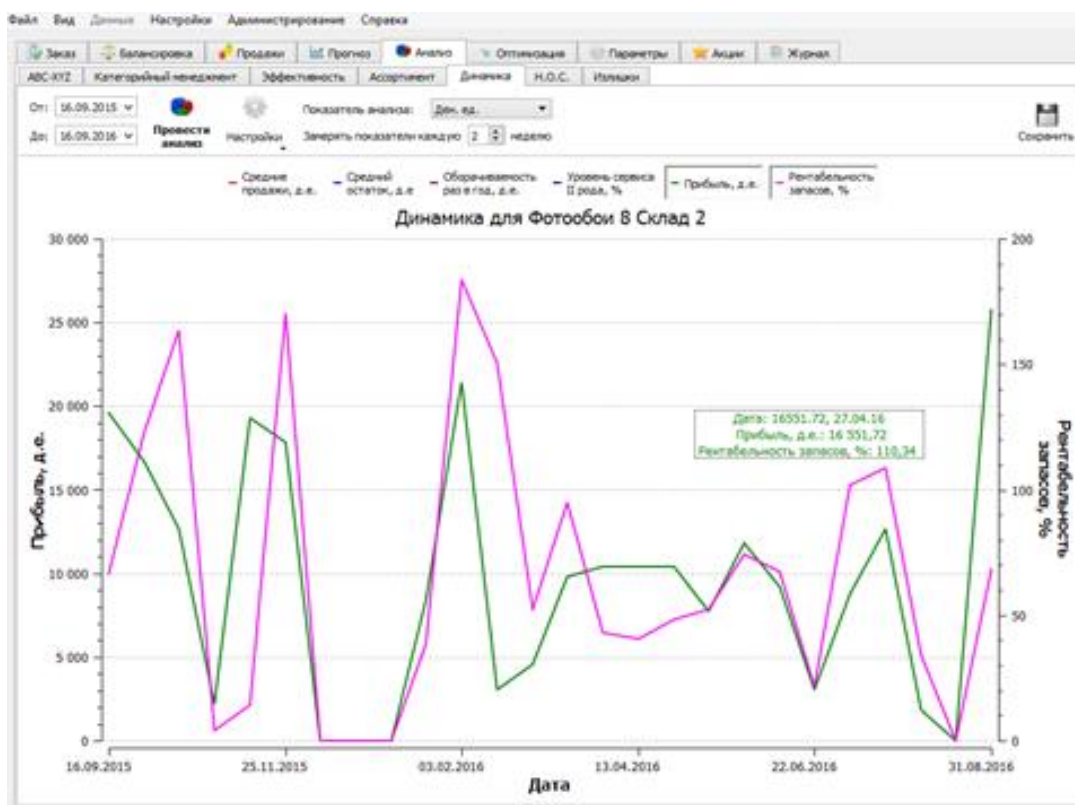 Файл Вид Данные Настройки Администрирование Справка
Заказ Балансировка Продажи Прогноз Анализ Оптимизация Параметры Акции Журнал
ABC-XYZ Категорийный менеджмент Эффективность Ассортимент Динамика Н.О.С. Излишки
От: 16.09.2015 Показатель анализа: Ден. ед.
До: 16.09.2016 Провести анализ Настройки Замерять показатели каждую 2 неделю Сохранить
Средние продажи, д.е. Средний остаток, д.е Оборачиваемость раз в год, д.е. Уровень сервиса II рода, % Прибыль, д.е. Рентабельность запасов, %
Динамика для Фотообои 8 Склад 2
30 000 200
25 000
150
20 000
Дата: 16551.72, 27.04.16
Прибыль, д.е.: 16 551,72
Рентабельность запасов, %: 110,34
15 000 100
10 000
50
5 000
0 0
Прибыль, д.е.
Рентабельность
запасов, %
16.09.2015 25.11.2015 03.02.2016 13.04.2016 22.06.2016 31.08.2016
Дата